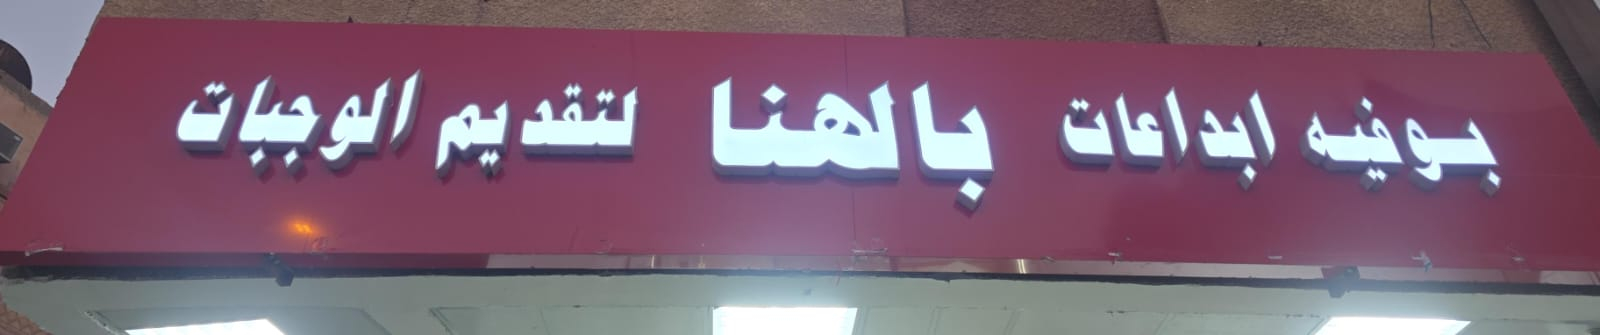 بوفيه ابداعات بالهنا لتقديم الوجبات